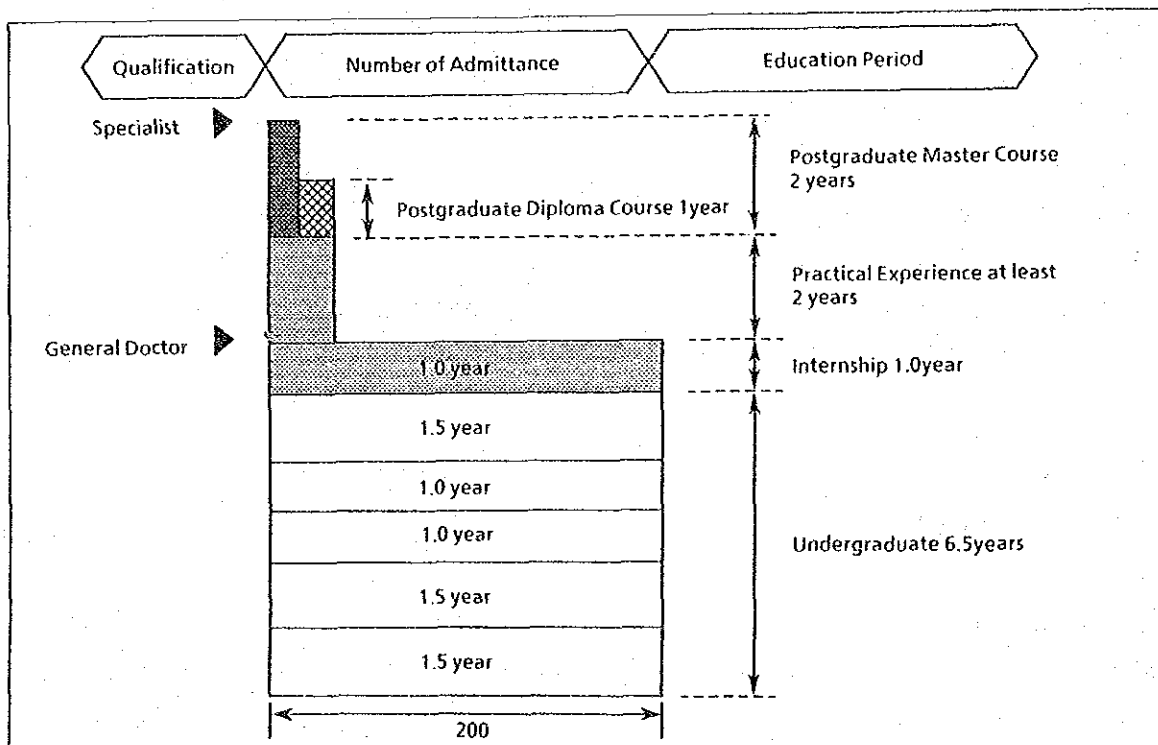 Qualification
Number of Admittance
Education Period
Specialist
Postgraduate Master Course
2 years
Postgraduate Diploma Course 1year
Practical Experience at least
2 years
General Doctor
1.0 year
Internship 1.0year
1.5 year
1.0 year
1.0 year
Undergraduate 6.5years
1.5 year
1.5 year
200